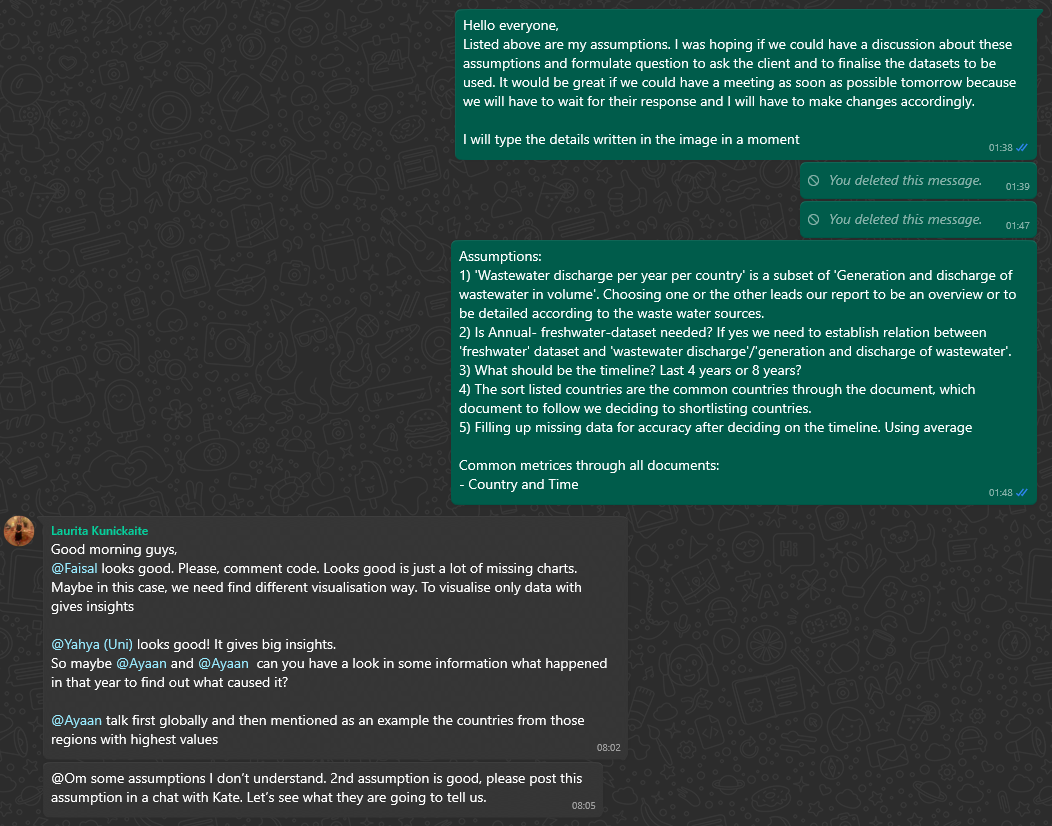 Hello everyone,
Listed above are my assumptions. I was hoping if we could have a discussion about these
assumptions and formulate question to ask the client and to finalise the datasets to be
used. It would be great if we could have a meeting as soon as possible tomorrow because
we will have to wait for their response and I will have to make changes accordingly.
I will type the details written in the image in a moment
01:38
You deleted this message.
01:39
You deleted this message.
01:47
Assumptions:
1) 'Wastewater discharge per year per country' is a subset of 'Generation and discharge of
wastewater in volume'. Choosing one or the other leads our report to be an overview or to
be detailed according to the waste water sources.
2) Is Annual- freshwater-dataset needed? If yes we need to establish relation between
'freshwater' dataset and 'wastewater discharge'/'generation and discharge of wastewater'.
3) What should be the timeline? Last 4 years or 8 years?
4) The sort listed countries are the common countries through the document, which
document to follow we deciding to shortlisting countries.
5) Filling up missing data for accuracy after deciding on the timeline. Using average
Common metrices through all documents:
- Country and Time
01:48
Laurita Kunickaite
Good morning guys,
@Faisal looks good. Please, comment code. Looks good is just a lot of missing charts.
Maybe in this case, we need find different visualisation way. To visualise only data with
gives insights
@Yahya (Uni) looks good! It gives big insights.
So maybe @Ayaan and @Ayaan can you have a look in some information what happened
in that year to find out what caused it?
@Ayaan talk first globally and then mentioned as an example the countries from those
regions with highest values
08:02
@Om some assumptions I don't understand. 2nd assumption is good, please post this
assumption in a chat with Kate. Let's see what they are going to tell us.
08:05